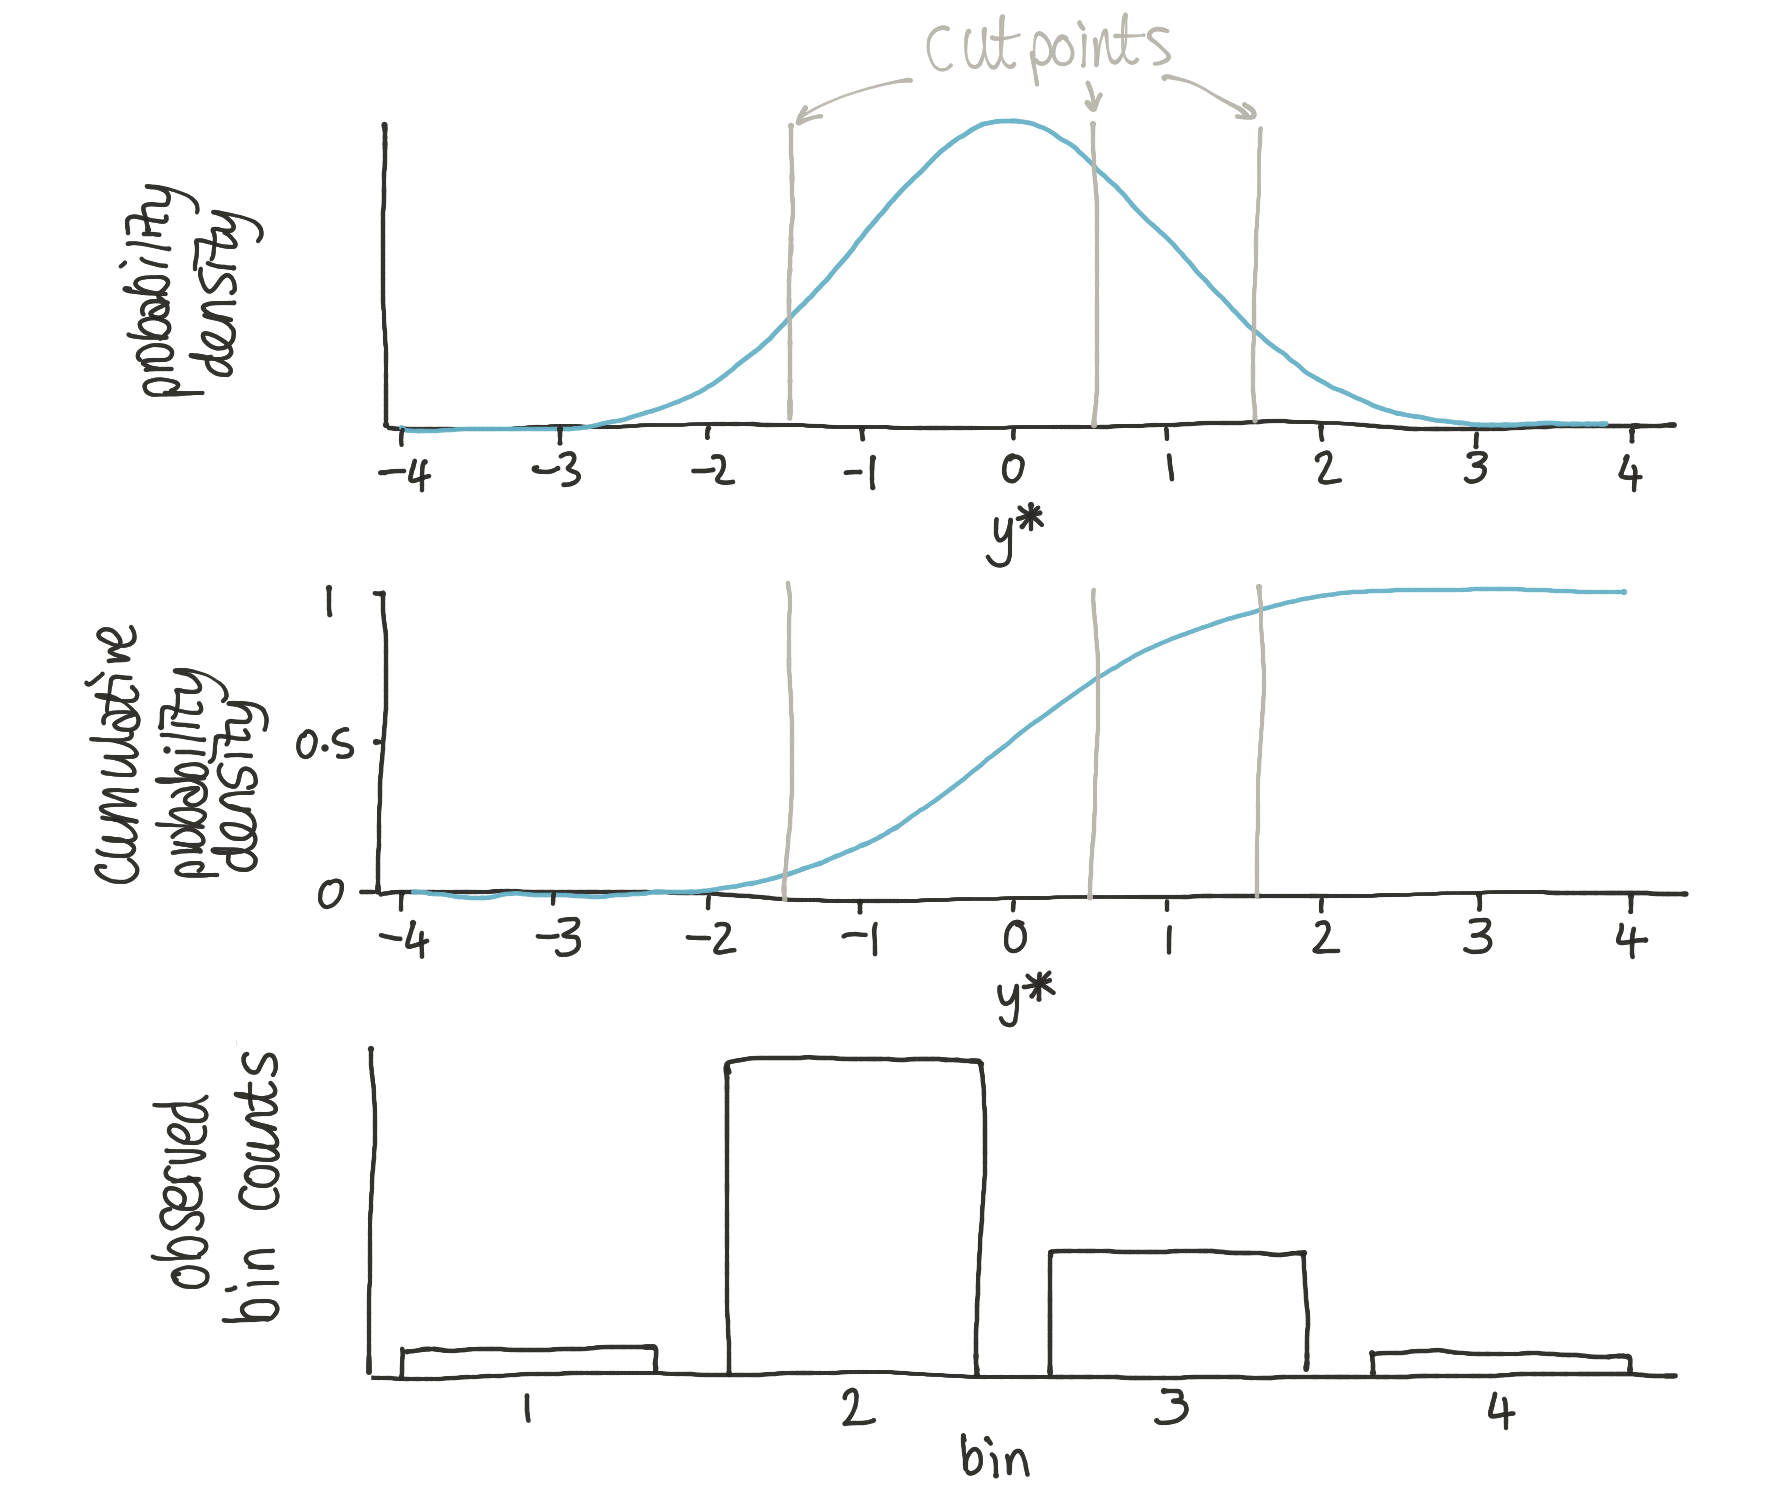 cutpoints
probability
density
-4 -3 -2 -1 0 1 2 3 4
y*
cumulative
probability
density
1
0.5
0
-4 -3 -2 -1 0 1 2 3 4
y*
observed
bin counts
1 2 3 4
bin